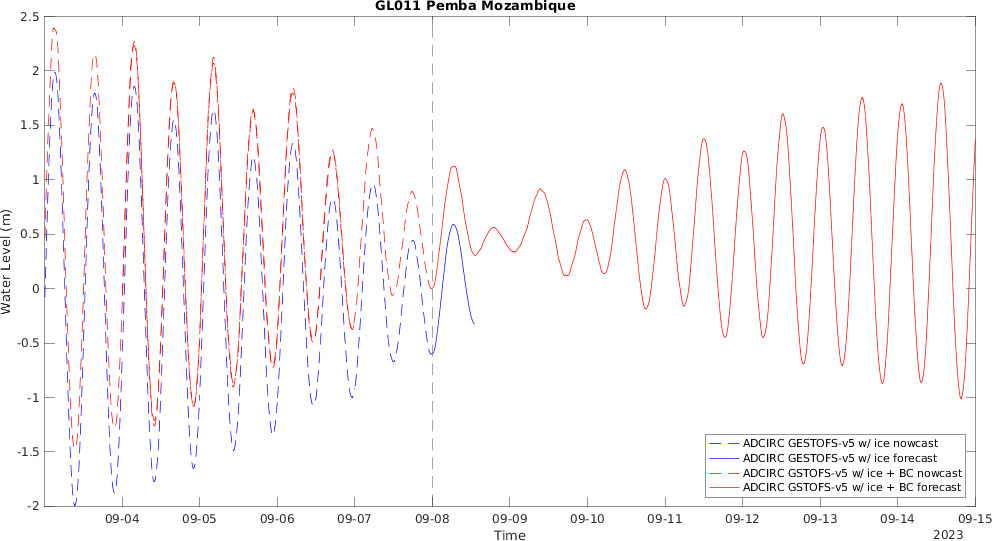 GL011 Pemba Mozambique
2.5
2
1.5
1
0.5
0
-0.5
-1
-1.5
-2
Water Level (m)
ADCIRC GESTOFS-v5 w/ ice nowcast
ADCIRC GESTOFS-v5 w/ ice forecast
ADCIRC GSTOFS-v5 w/ ice + BC nowcast
ADCIRC GSTOFS-v5 w/ ice + BC forecast
09-04 09-05 09-06 09-07 09-08 09-09 09-10 09-11 09-12 09-13 09-14 09-15
Time
2023